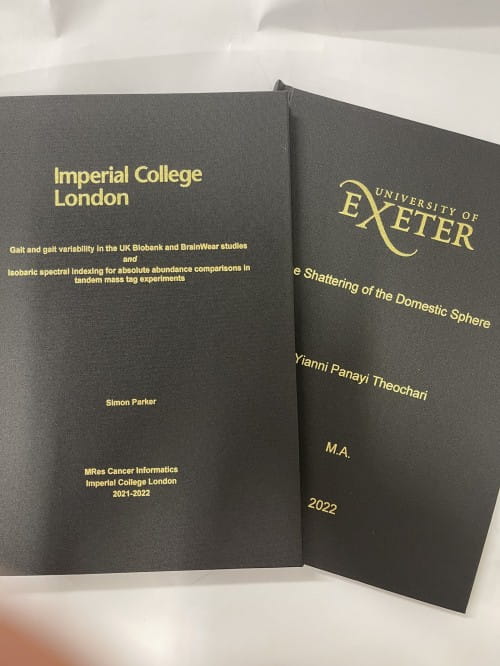 Imperial College
London
Gait and gait variability in the UK Biobank and BrainWear studies
and
Isobaric spectral indexing for absolute abundance comparisons in
tandem mass tag experiments
Simon Parker
MRes Cancer Informatics
Imperial College London
2021-2022
UNIVERSITY OF
EXETER
e Shattering of the Domestic Sphere
Yianni Panayi Theochari
M.A.
2022